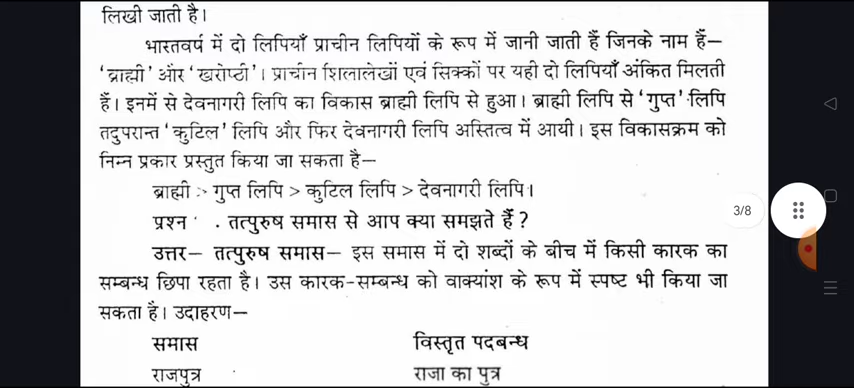 लिखी जाती है।
भारतवर्ष में दो लिपियाँ प्राचीन लिपियों के रूप में जानी जाती हैं जिनके नाम हैं—
‘ब्राह्मी’ और ‘खरोष्ठी’। प्राचीन शिलालेखों एवं सिक्कों पर यही दो लिपियाँ अंकित मिलती
हैं। इनमें से देवनागरी लिपि का विकास ब्राह्मी लिपि से हुआ। ब्राह्मी लिपि से ‘गुप्त’ लिपि
तदुपरान्त ‘कुटिल’ लिपि और फिर देवनागरी लिपि अस्तित्व में आयी। इस विकासक्रम को
निम्न प्रकार प्रस्तुत किया जा सकता है—
ब्राह्मी > गुप्त लिपि > कुटिल लिपि > देवनागरी लिपि।
प्रश्न . तत्पुरुष समास से आप क्या समझते हैं ?
उत्तर— तत्पुरुष समास— इस समास में दो शब्दों के बीच में किसी कारक का
सम्बन्ध छिपा रहता है। उस कारक-सम्बन्ध को वाक्यांश के रूप में स्पष्ट भी किया जा
सकता है। उदाहरण—
समास विस्तृत पदबन्ध
राजपुत्र राजा का पुत्र
3/8